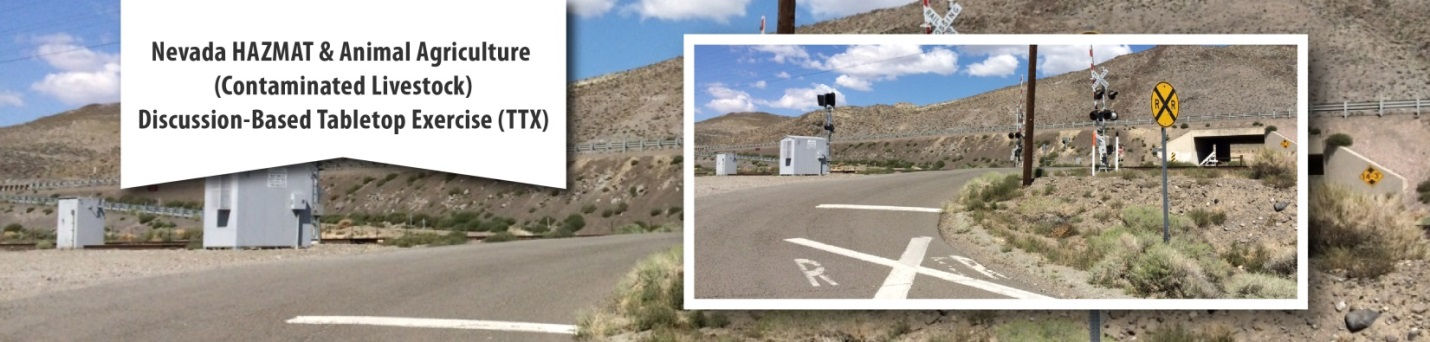 Nevada HAZMAT & Animal Agriculture
(Contaminated Livestock)
Discussion-Based Tabletop Exercise (TTX)
R R
R R